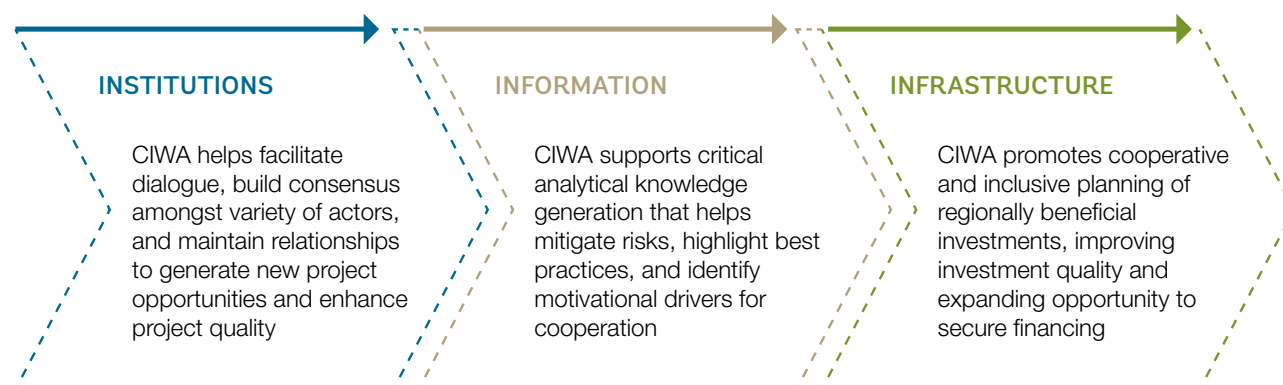 INSTITUTIONS
CIWA helps facilitate
dialogue, build consensus
amongst variety of actors,
and maintain relationships
to generate new project
opportunities and enhance
project quality
INFORMATION
CIWA supports critical
analytical knowledge
generation that helps
mitigate risks, highlight best
practices, and identify
motivational drivers for
cooperation
INFRASTRUCTURE
CIWA promotes cooperative
and inclusive planning of
regionally beneficial
investments, improving
investment quality and
expanding opportunity to
secure financing